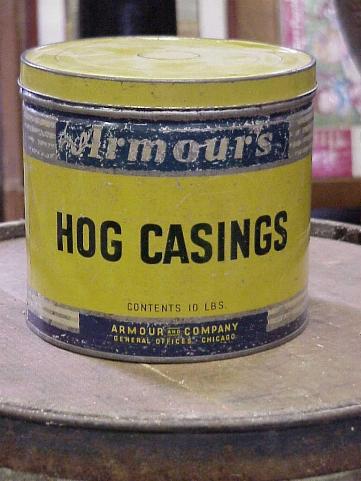 Armour's
HOG CASINGS
CONTENTS 10 LBS.
ARMOUR AND COMPANY
GENERAL OFFICES CHICAGO